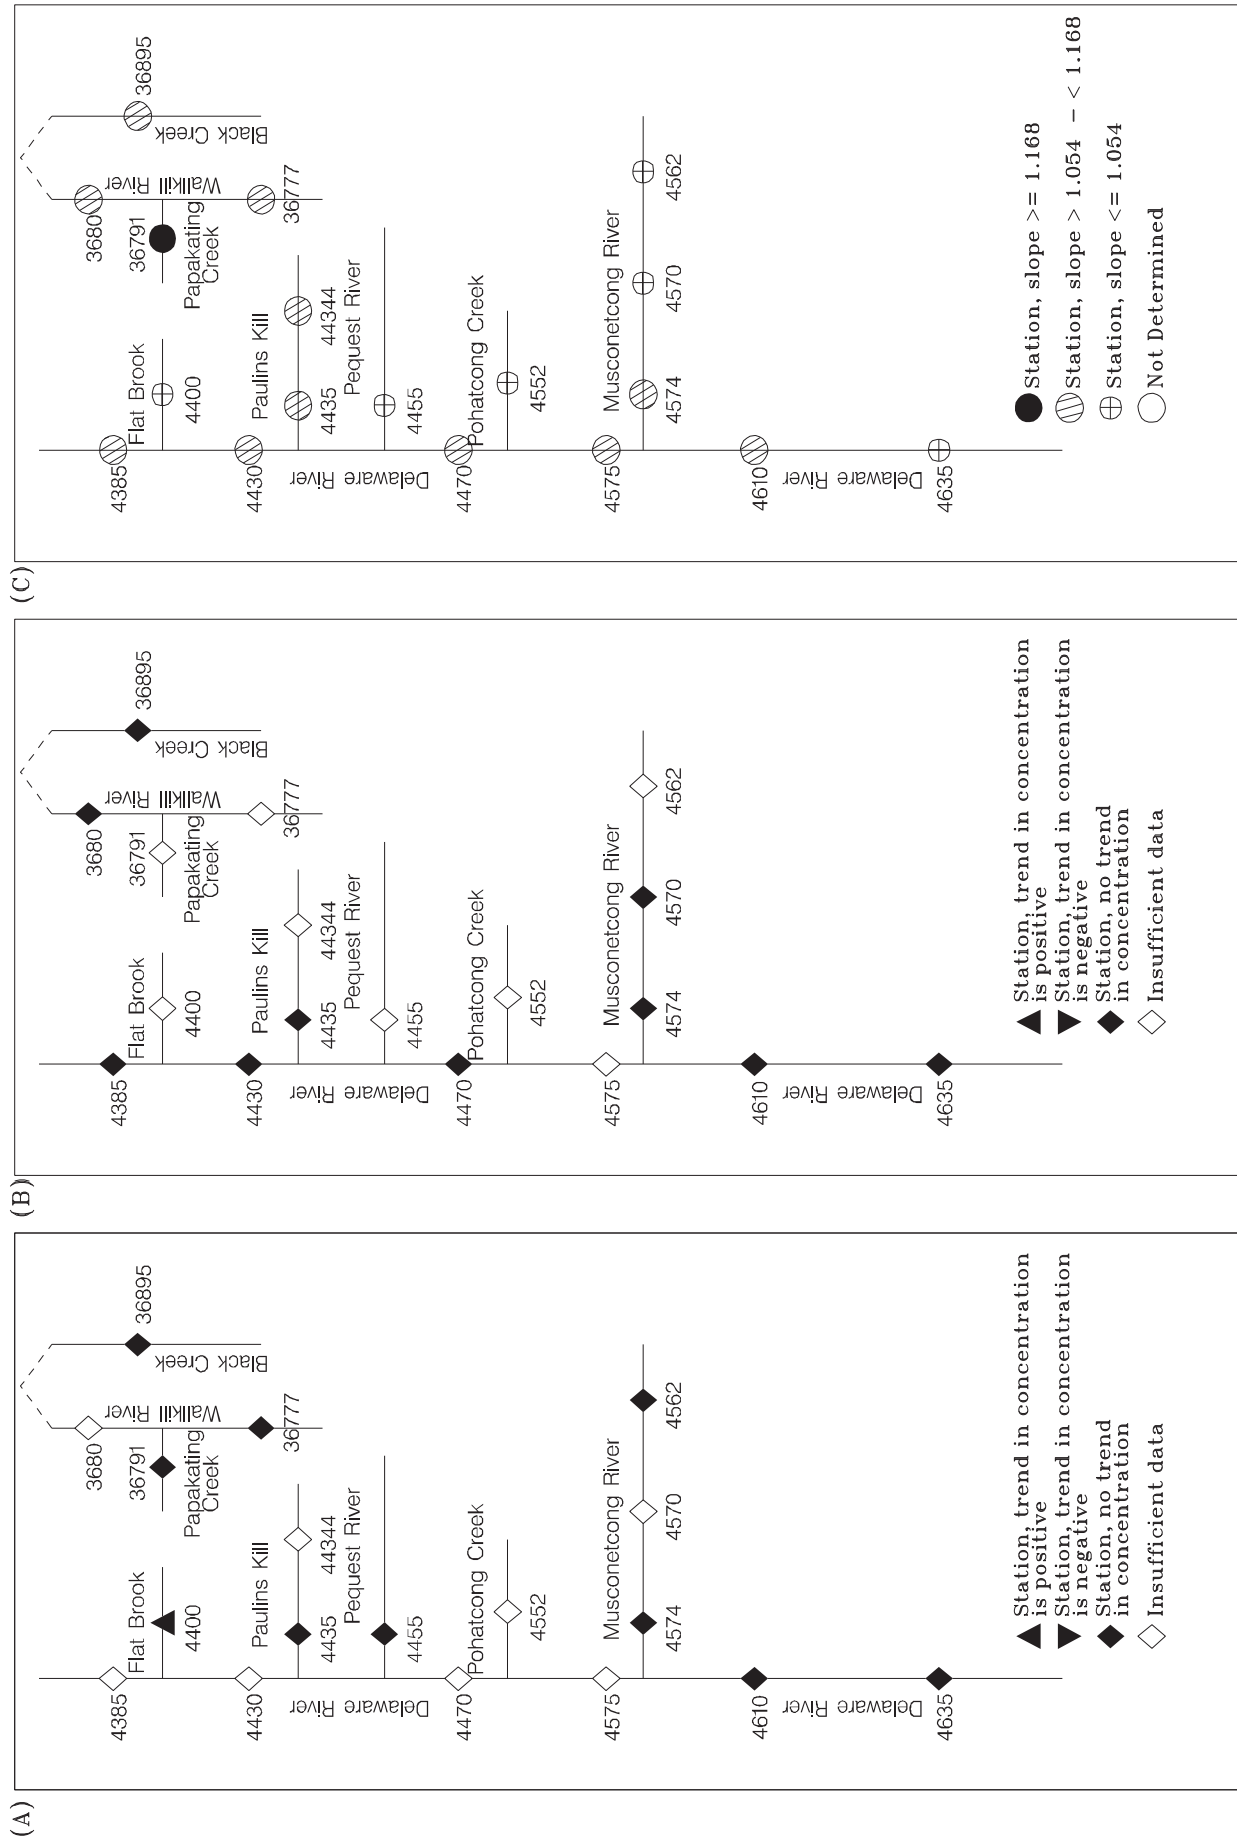 (C)
36895
Black Creek
Wallkill River
3680
36777
36791
Papakating
Creek
Flat Brook
4400
4385
Paulins Kill
44344
4435
4430
Pequest River
4455
Delaware River
Pohatcong Creek
4552
4470
Musconetcong River
4562
4570
4574
4575
4610
Delaware River
4635
Station, slope >= 1.168
Station, slope > 1.054 – < 1.168
Station, slope <= 1.054
Not Determined
(B)
36895
Black Creek
Wallkill River
3680
36777
36791
Papakating
Creek
Flat Brook
4400
4385
Paulins Kill
44344
4435
4430
Pequest River
4455
Delaware River
Pohatcong Creek
4552
4470
Musconetcong River
4562
4570
4574
4575
4610
Delaware River
4635
Station, trend in concentration
is positive
Station, trend in concentration
is negative
Station, no trend
in concentration
Insufficient data
(A)
36895
Black Creek
Wallkill River
3680
36777
36791
Papakating
Creek
Flat Brook
4400
4385
Paulins Kill
44344
4435
4430
Pequest River
4455
Delaware River
Pohatcong Creek
4552
4470
Musconetcong River
4562
4570
4574
4575
4610
Delaware River
4635
Station, trend in concentration
is positive
Station, trend in concentration
is negative
Station, no trend
in concentration
Insufficient data